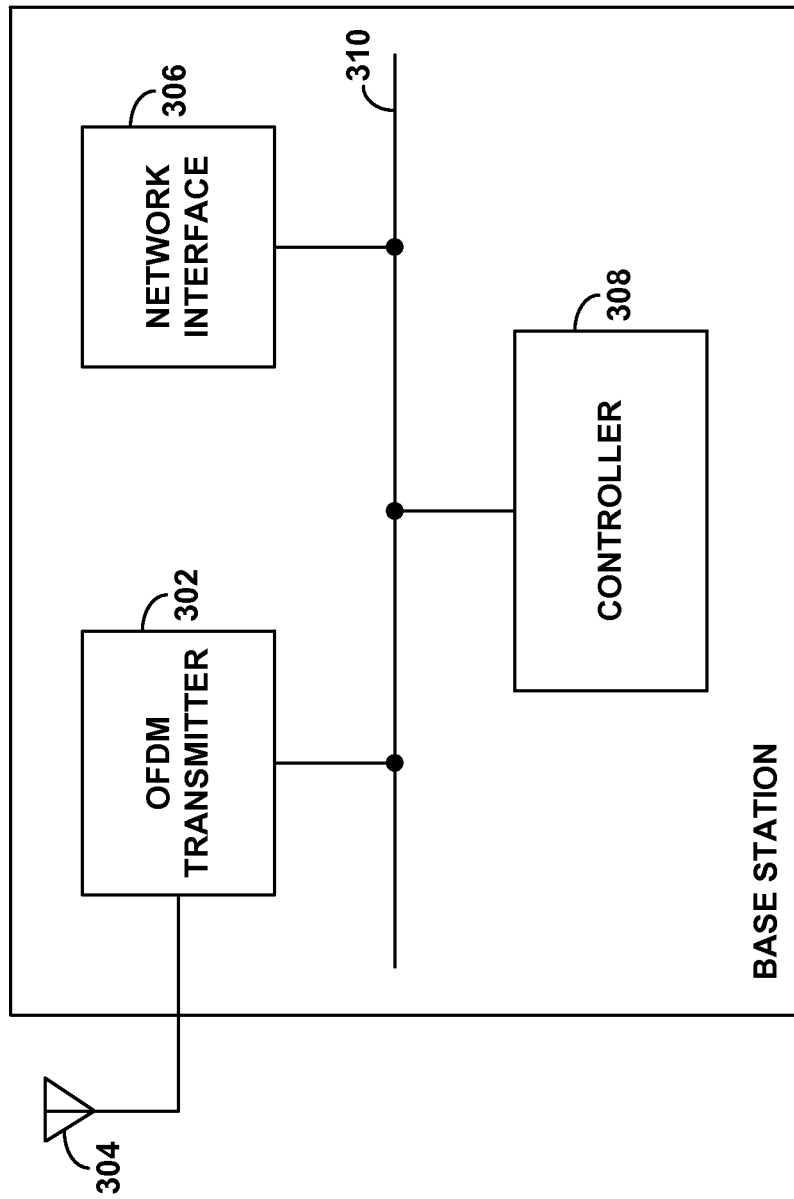 304
OFDM
TRANSMITTER
302
NETWORK
INTERFACE
306
310
CONTROLLER
308
BASE STATION